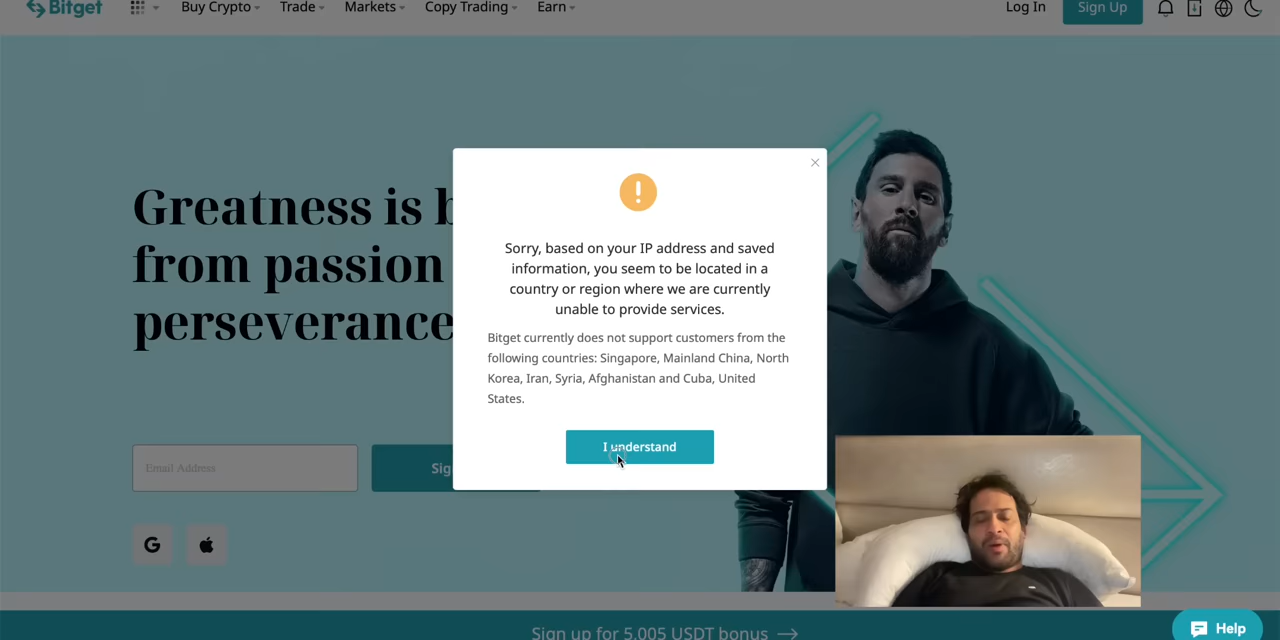 Bitget
Buy Crypto
Trade
Markets
Copy Trading
Earn
Log In
Sign Up
Greatness is b
from passion
perseverance
Sorry, based on your IP address and saved
information, you seem to be located in a
country or region where we are currently
unable to provide services.
Bitget currently does not support customers from the
following countries: Singapore, Mainland China, North
Korea, Iran, Syria, Afghanistan and Cuba, United
States.
I understand
Email Address
Sig
G
Sign up for 5,005 USDT bonus →
Help